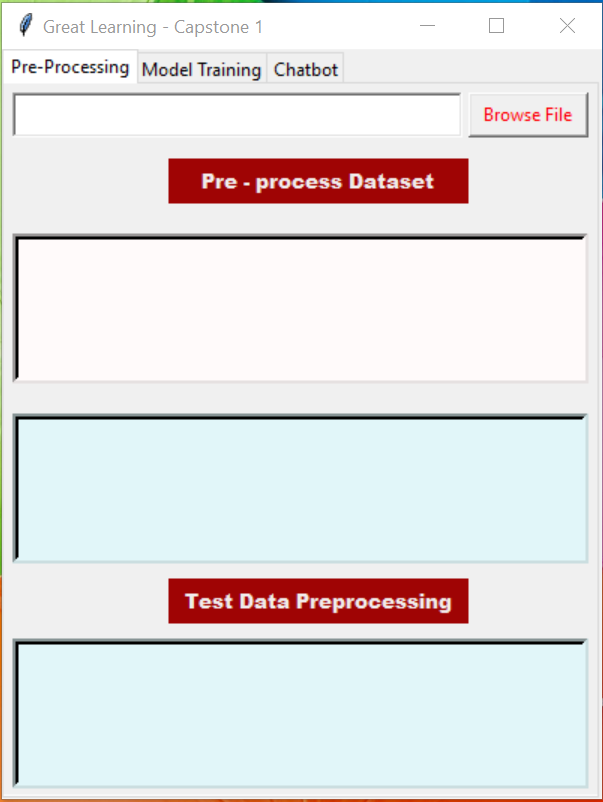 Great Learning - Capstone 1
Pre-Processing Model Training Chatbot
Browse File
Pre - process Dataset
Test Data Preprocessing